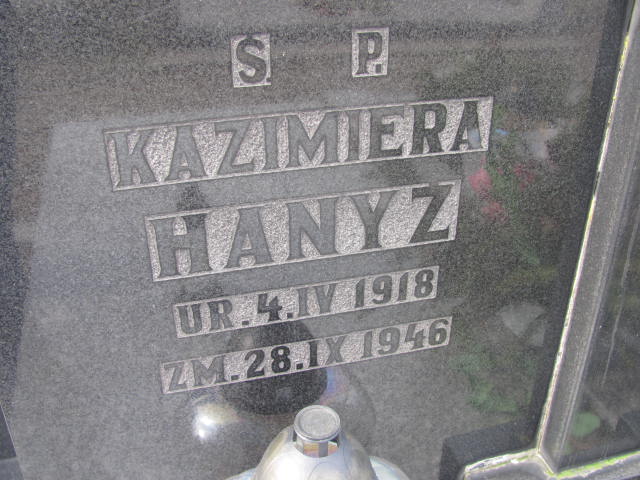 S. P.
KAZIMIERA
HANYZ
UR. 4. IV 1918
ZM. 28. IX 1946